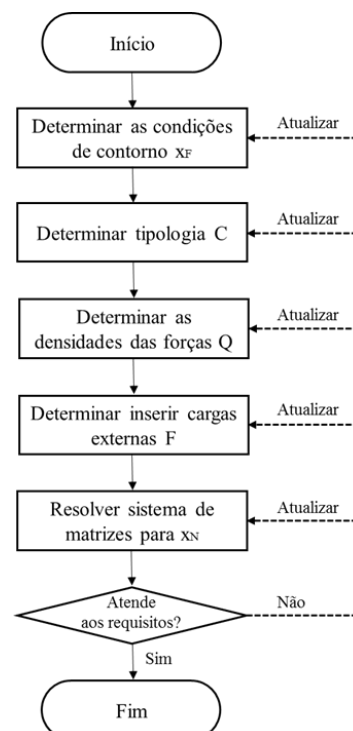 Início
Determinar as condições
de contorno xF
Atualizar
Determinar tipologia C
Atualizar
Determinar as
densidades das forças Q
Atualizar
Determinar inserir cargas
externas F
Atualizar
Resolver sistema de
matrizes para xN
Atualizar
Atende
aos requisitos?
Não
Sim
Fim